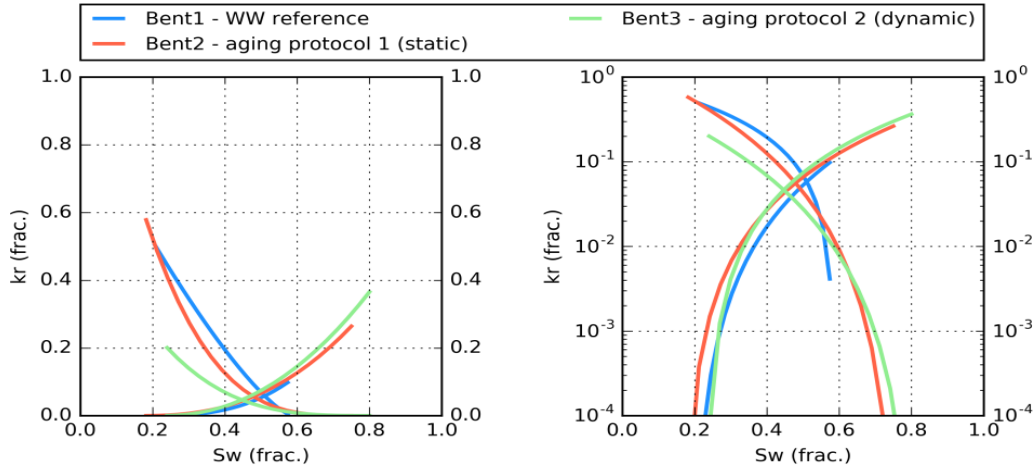 Bent1 - WW reference
Bent2 - aging protocol 1 (static)
Bent3 - aging protocol 2 (dynamic)
1.0
0.8
0.6
0.4
0.2
0.0
kr (frac.)
0.0 0.2 0.4 0.6 0.8 1.0
Sw (frac.)
1.0
0.8
0.6
0.4
0.2
0.0
10⁰
10⁻¹
10⁻²
10⁻³
10⁻⁴
kr (frac.)
0.0 0.2 0.4 0.6 0.8 1.0
Sw (frac.)
10⁰
10⁻¹
10⁻²
10⁻³
10⁻⁴